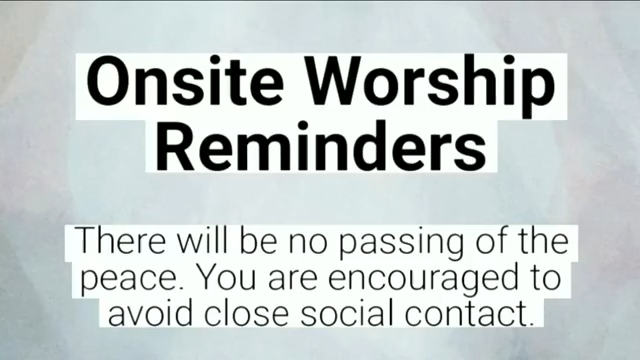 Onsite Worship
Reminders
There will be no passing of the
peace. You are encouraged to
avoid close social contact.